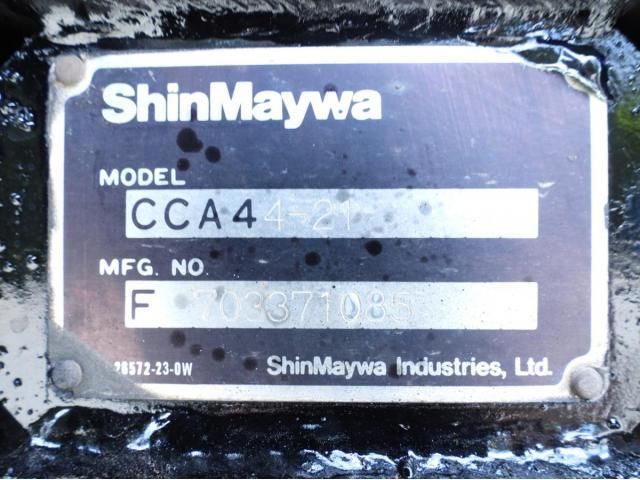 ShinMaywa
MODEL
CCA44-21
MFG. NO
F 703371085
28572-23-0W
ShinMaywa Industries, Ltd.